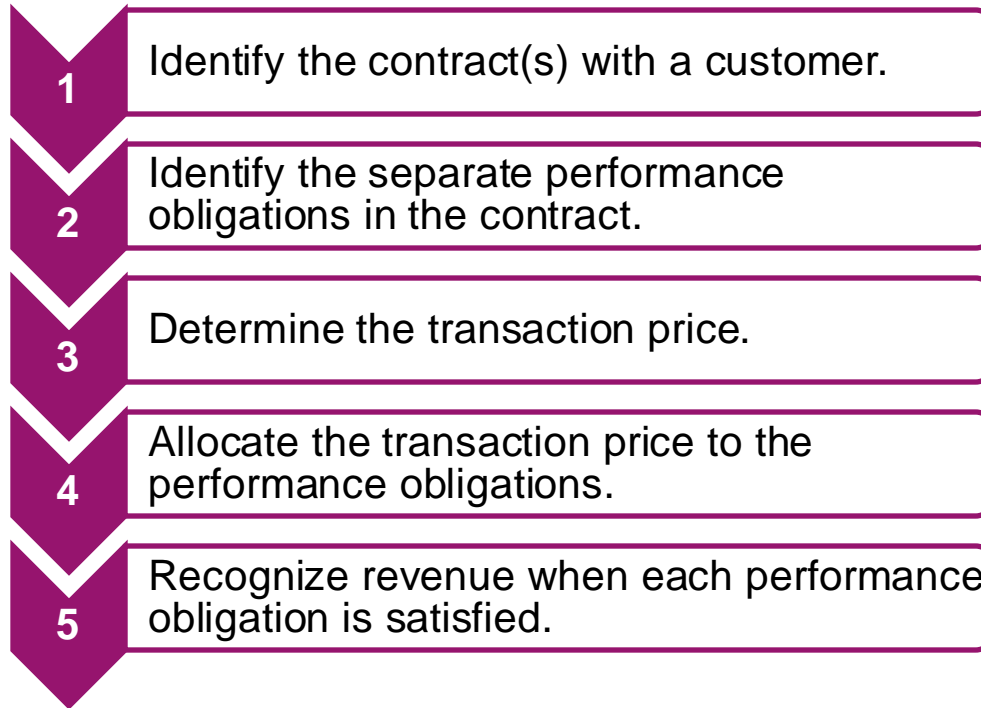 1
Identify the contract(s) with a customer.
2
Identify the separate performance
obligations in the contract.
3
Determine the transaction price.
4
Allocate the transaction price to the
performance obligations.
5
Recognize revenue when each performance
obligation is satisfied.